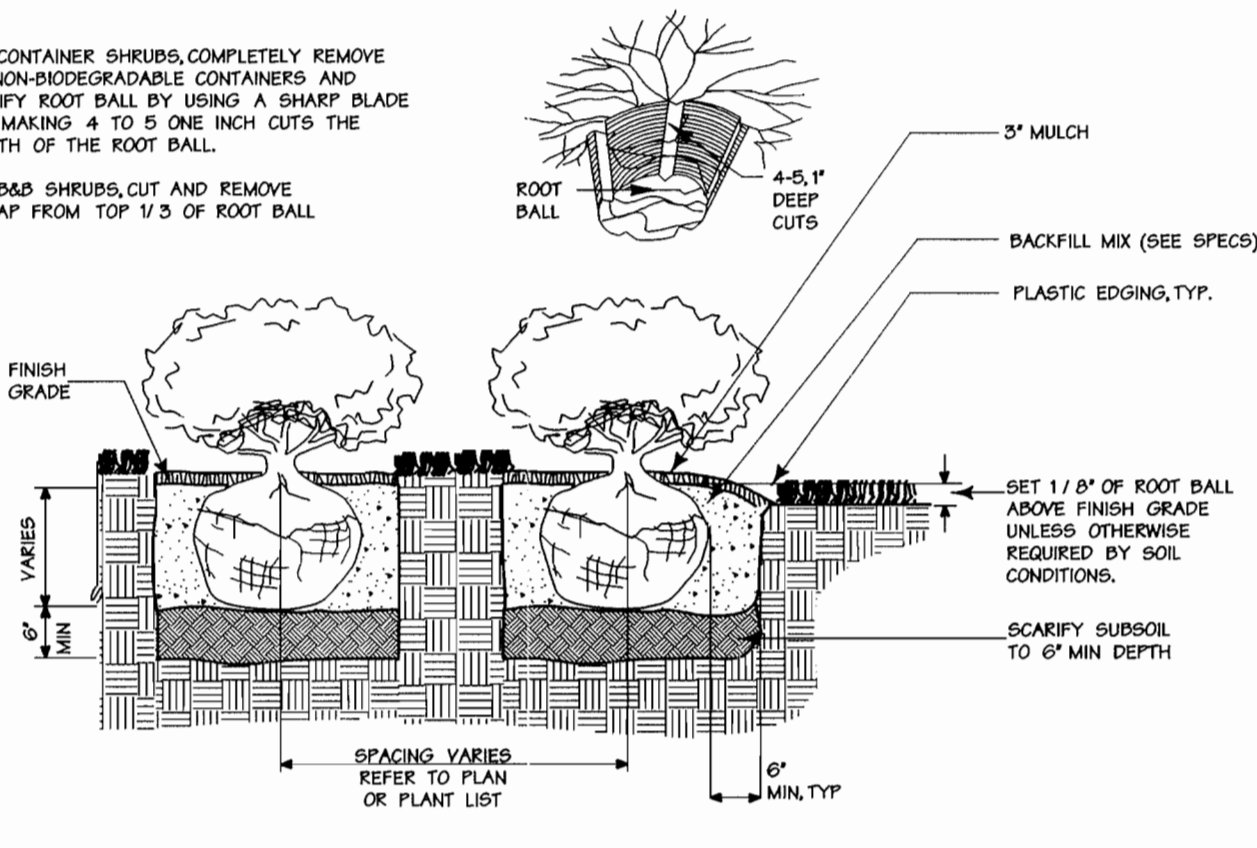 CONTAINER SHRUBS, COMPLETELY REMOVE
NON-BIODEGRADABLE CONTAINERS AND
IFY ROOT BALL BY USING A SHARP BLADE
MAKING 4 TO 5 ONE INCH CUTS THE
TH OF THE ROOT BALL.
B&B SHRUBS, CUT AND REMOVE
AP FROM TOP 1/3 OF ROOT BALL
ROOT
BALL
4-5, 1"
DEEP
CUTS
3" MULCH
BACKFILL MIX (SEE SPECS)
PLASTIC EDGING, TYP.
FINISH
GRADE
VARIES
6"
MIN
SET 1/8" OF ROOT BALL
ABOVE FINISH GRADE
UNLESS OTHERWISE
REQUIRED BY SOIL
CONDITIONS.
SCARIFY SUBSOIL
TO 6" MIN DEPTH
SPACING VARIES
REFER TO PLAN
OR PLANT LIST
6"
MIN, TYP